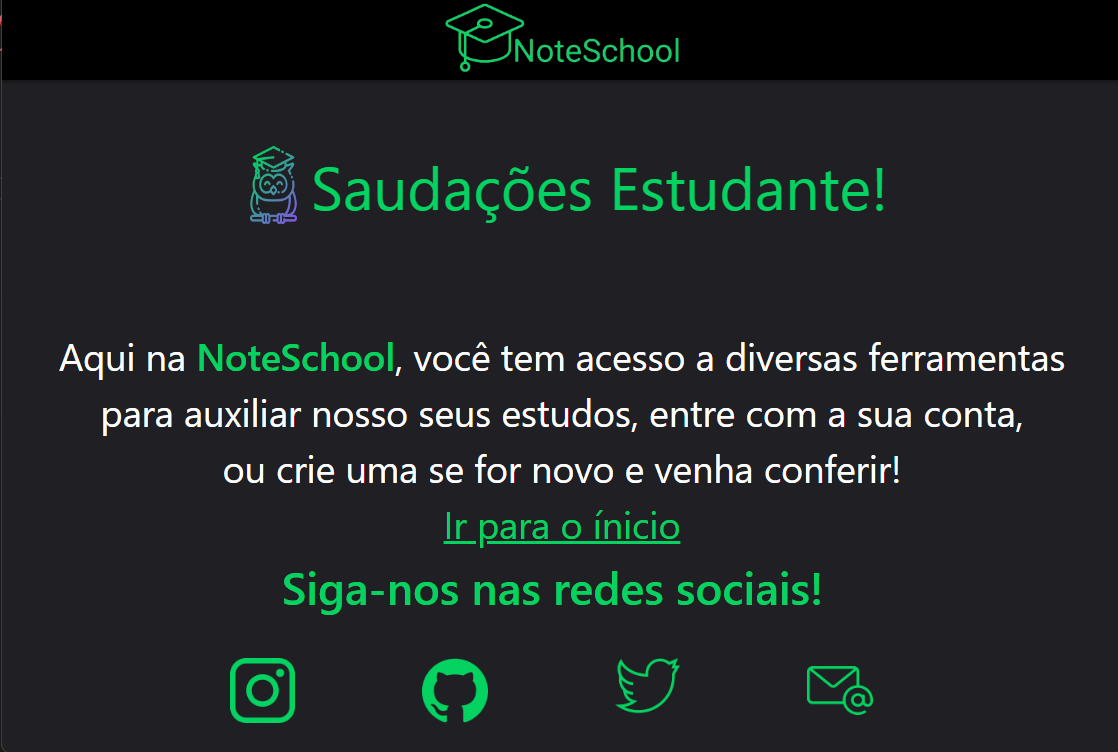 NoteSchool
Saudações Estudante!
Aqui na NoteSchool, você tem acesso a diversas ferramentas
para auxiliar nosso seus estudos, entre com a sua conta,
ou crie uma se for novo e venha conferir!
Ir para o ínicio
Siga-nos nas redes sociais!